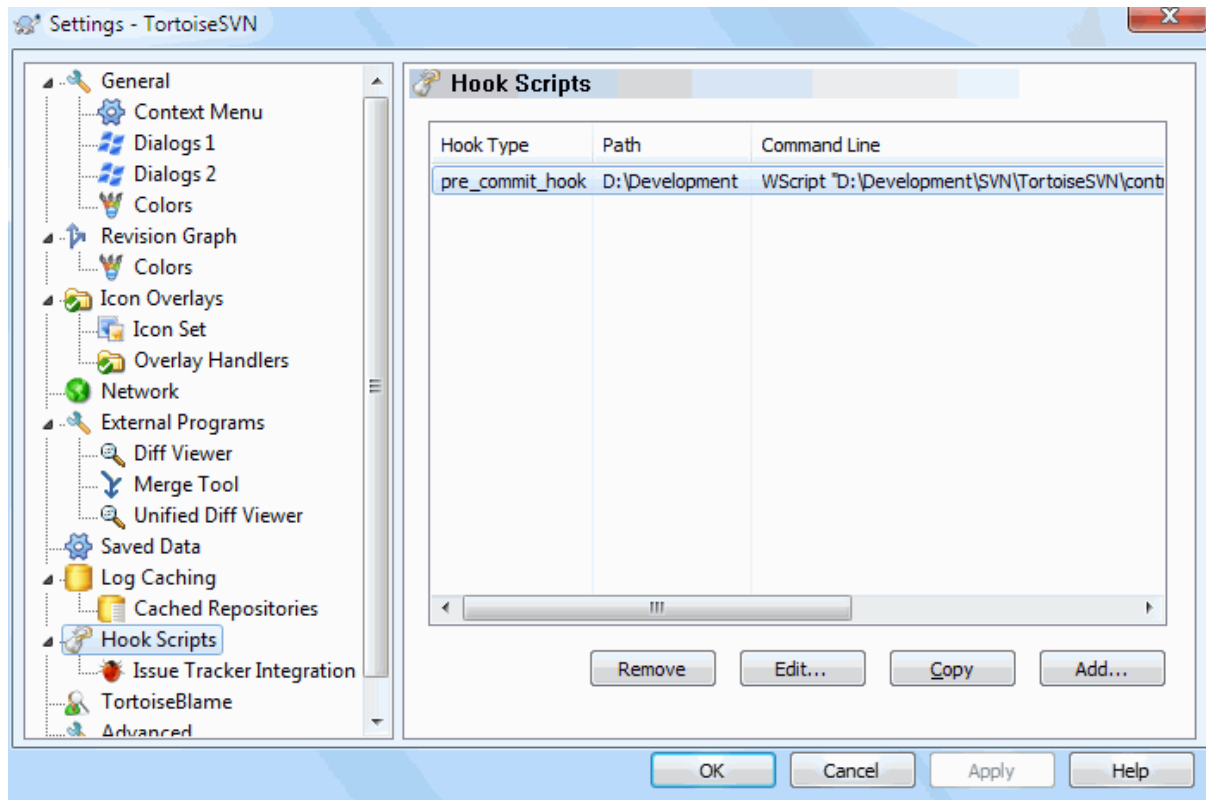 Settings - TortoiseSVN
General
Context Menu
Dialogs 1
Dialogs 2
Colors
Revision Graph
Colors
Icon Overlays
Icon Set
Overlay Handlers
Network
External Programs
Diff Viewer
Merge Tool
Unified Diff Viewer
Saved Data
Log Caching
Cached Repositories
Hook Scripts
Issue Tracker Integration
TortoiseBlame
Advanced
Hook Scripts
Hook Type Path Command Line
pre_commit_hook D:\Development WScript "D:\Development\SVN\TortoiseSVN\cont
Remove Edit... Copy Add...
OK Cancel Apply Help